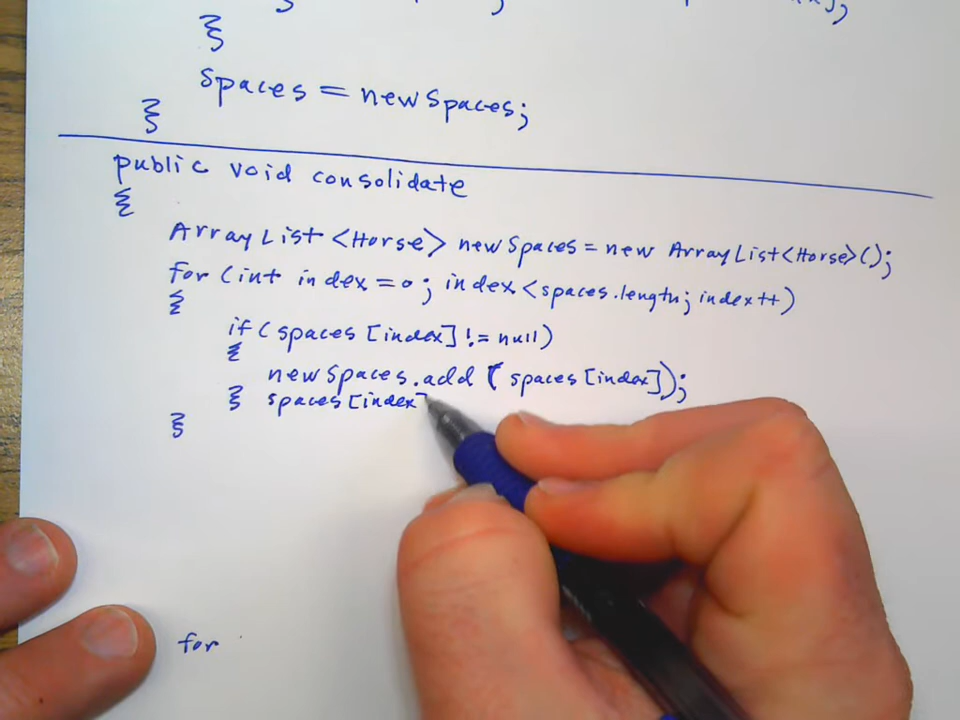 }
spaces = newSpaces;
}
public void consolidate
{
ArrayList <Horse> newSpaces = new ArrayList<Horse>();
for (int index = 0; index < spaces.length; index++)
{
if (spaces [index] != null)
{
newSpaces.add (spaces [index]);
} spaces [index]
}
for